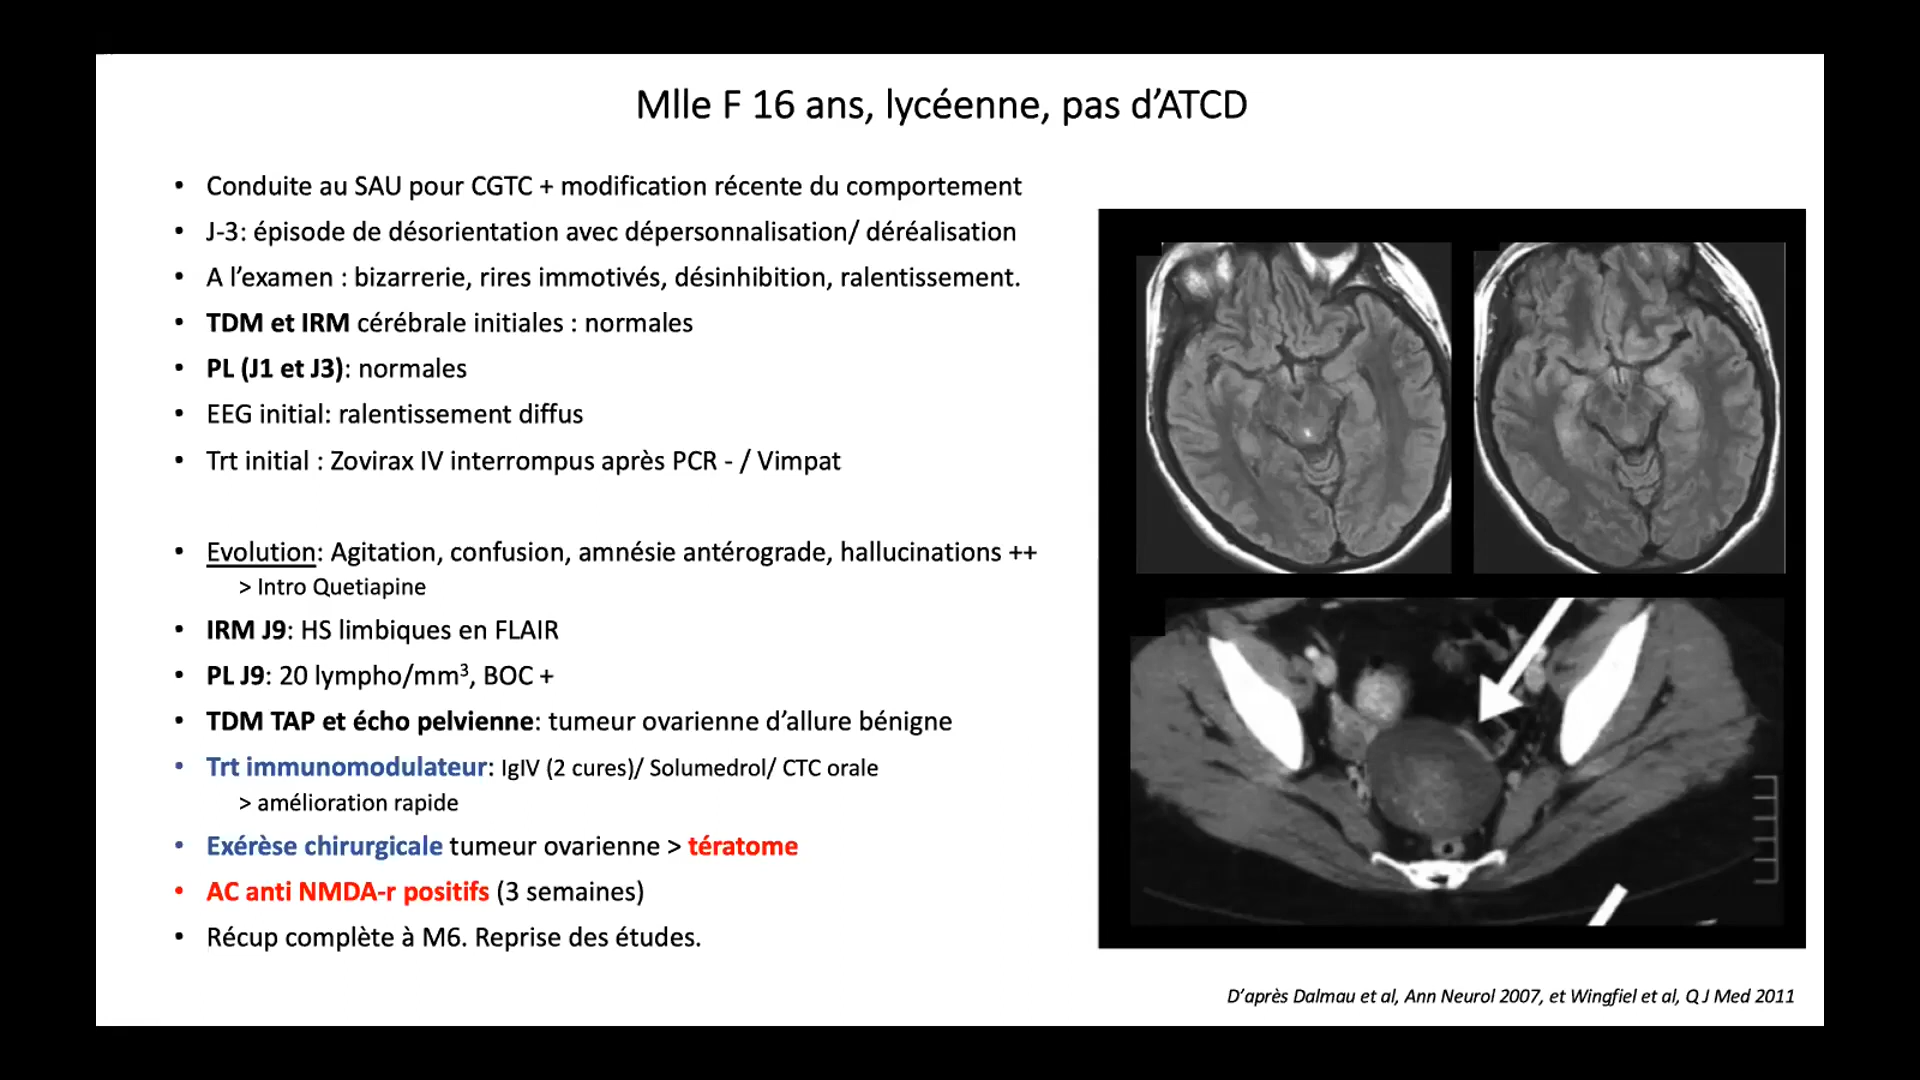 Mlle F 16 ans, lycéenne, pas d’ATCD
• Conduite au SAU pour CGTC + modification récente du comportement
• J-3: épisode de désorientation avec dépersonnalisation/ déréalisation
• A l’examen : bizarrerie, rires immotivés, désinhibition, ralentissement.
• TDM et IRM cérébrale initiales : normales
• PL (J1 et J3): normales
• EEG initial: ralentissement diffus
• Trt initial : Zovirax IV interrompus après PCR - / Vimpat
• Evolution: Agitation, confusion, amnésie antérograde, hallucinations ++
> Intro Quetiapine
• IRM J9: HS limbiques en FLAIR
• PL J9: 20 lympho/mm³, BOC +
• TDM TAP et écho pelvienne: tumeur ovarienne d’allure bénigne
• Trt immunomodulateur: IgIV (2 cures)/ Solumedrol/ CTC orale
> amélioration rapide
• Exérèse chirurgicale tumeur ovarienne > tératome
• AC anti NMDA-r positifs (3 semaines)
• Récup complète à M6. Reprise des études.
D’après Dalmau et al, Ann Neurol 2007, et Wingfiel et al, Q J Med 2011